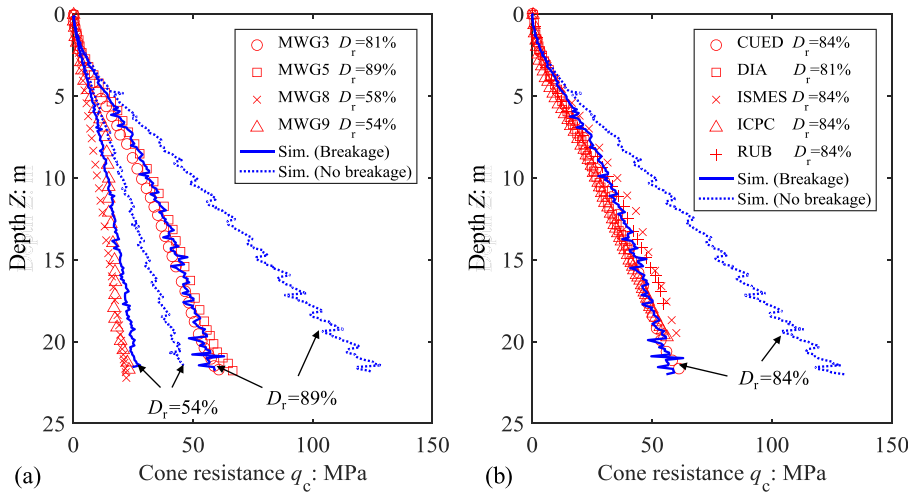 0
5
10
15
20
25
Depth Z: m
0 50 100 150
Cone resistance qc: MPa
(a)
MWG3 Dr=81%
MWG5 Dr=89%
MWG8 Dr=58%
MWG9 Dr=54%
Sim. (Breakage)
Sim. (No breakage)
Dr=54%
Dr=89%
0
5
10
15
20
25
Depth Z: m
0 50 100 150
Cone resistance qc: MPa
(b)
CUED Dr=84%
DIA Dr=81%
ISMES Dr=84%
ICPC Dr=84%
RUB Dr=84%
Sim. (Breakage)
Sim. (No breakage)
Dr=84%